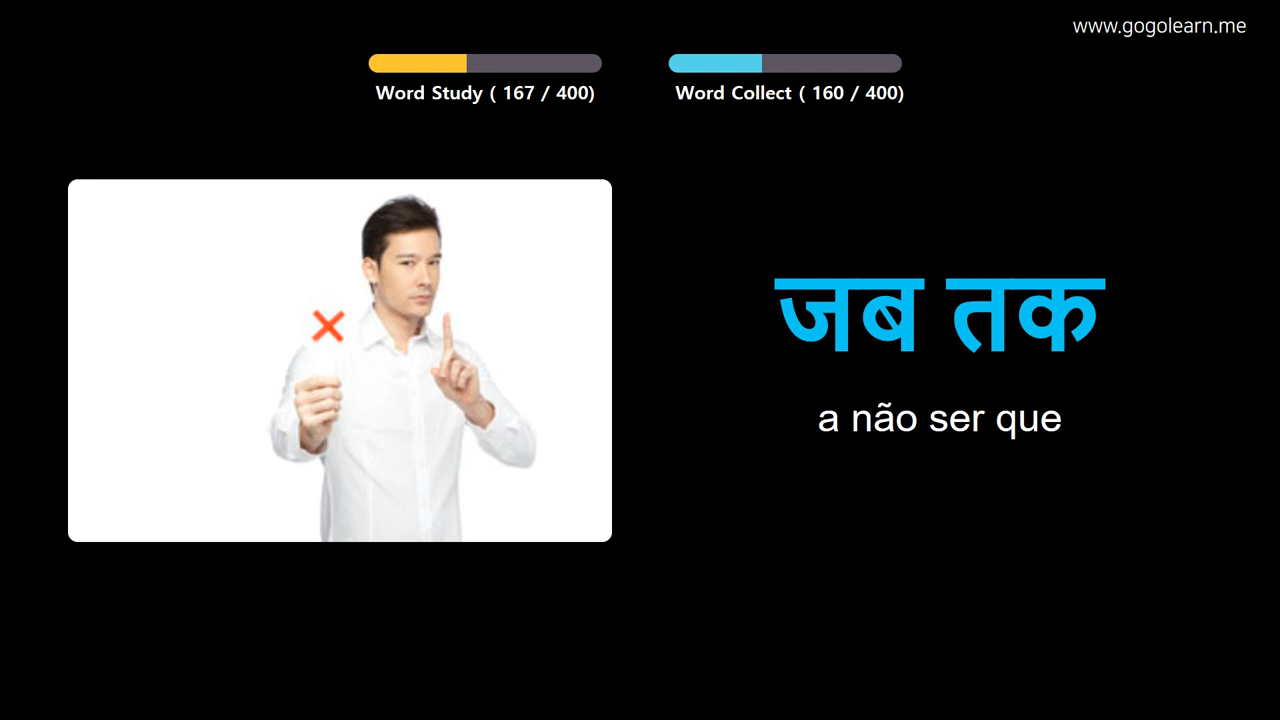 www.gogolearn.me
Word Study ( 167 / 400)
Word Collect ( 160 / 400)
जब तक
a não ser que